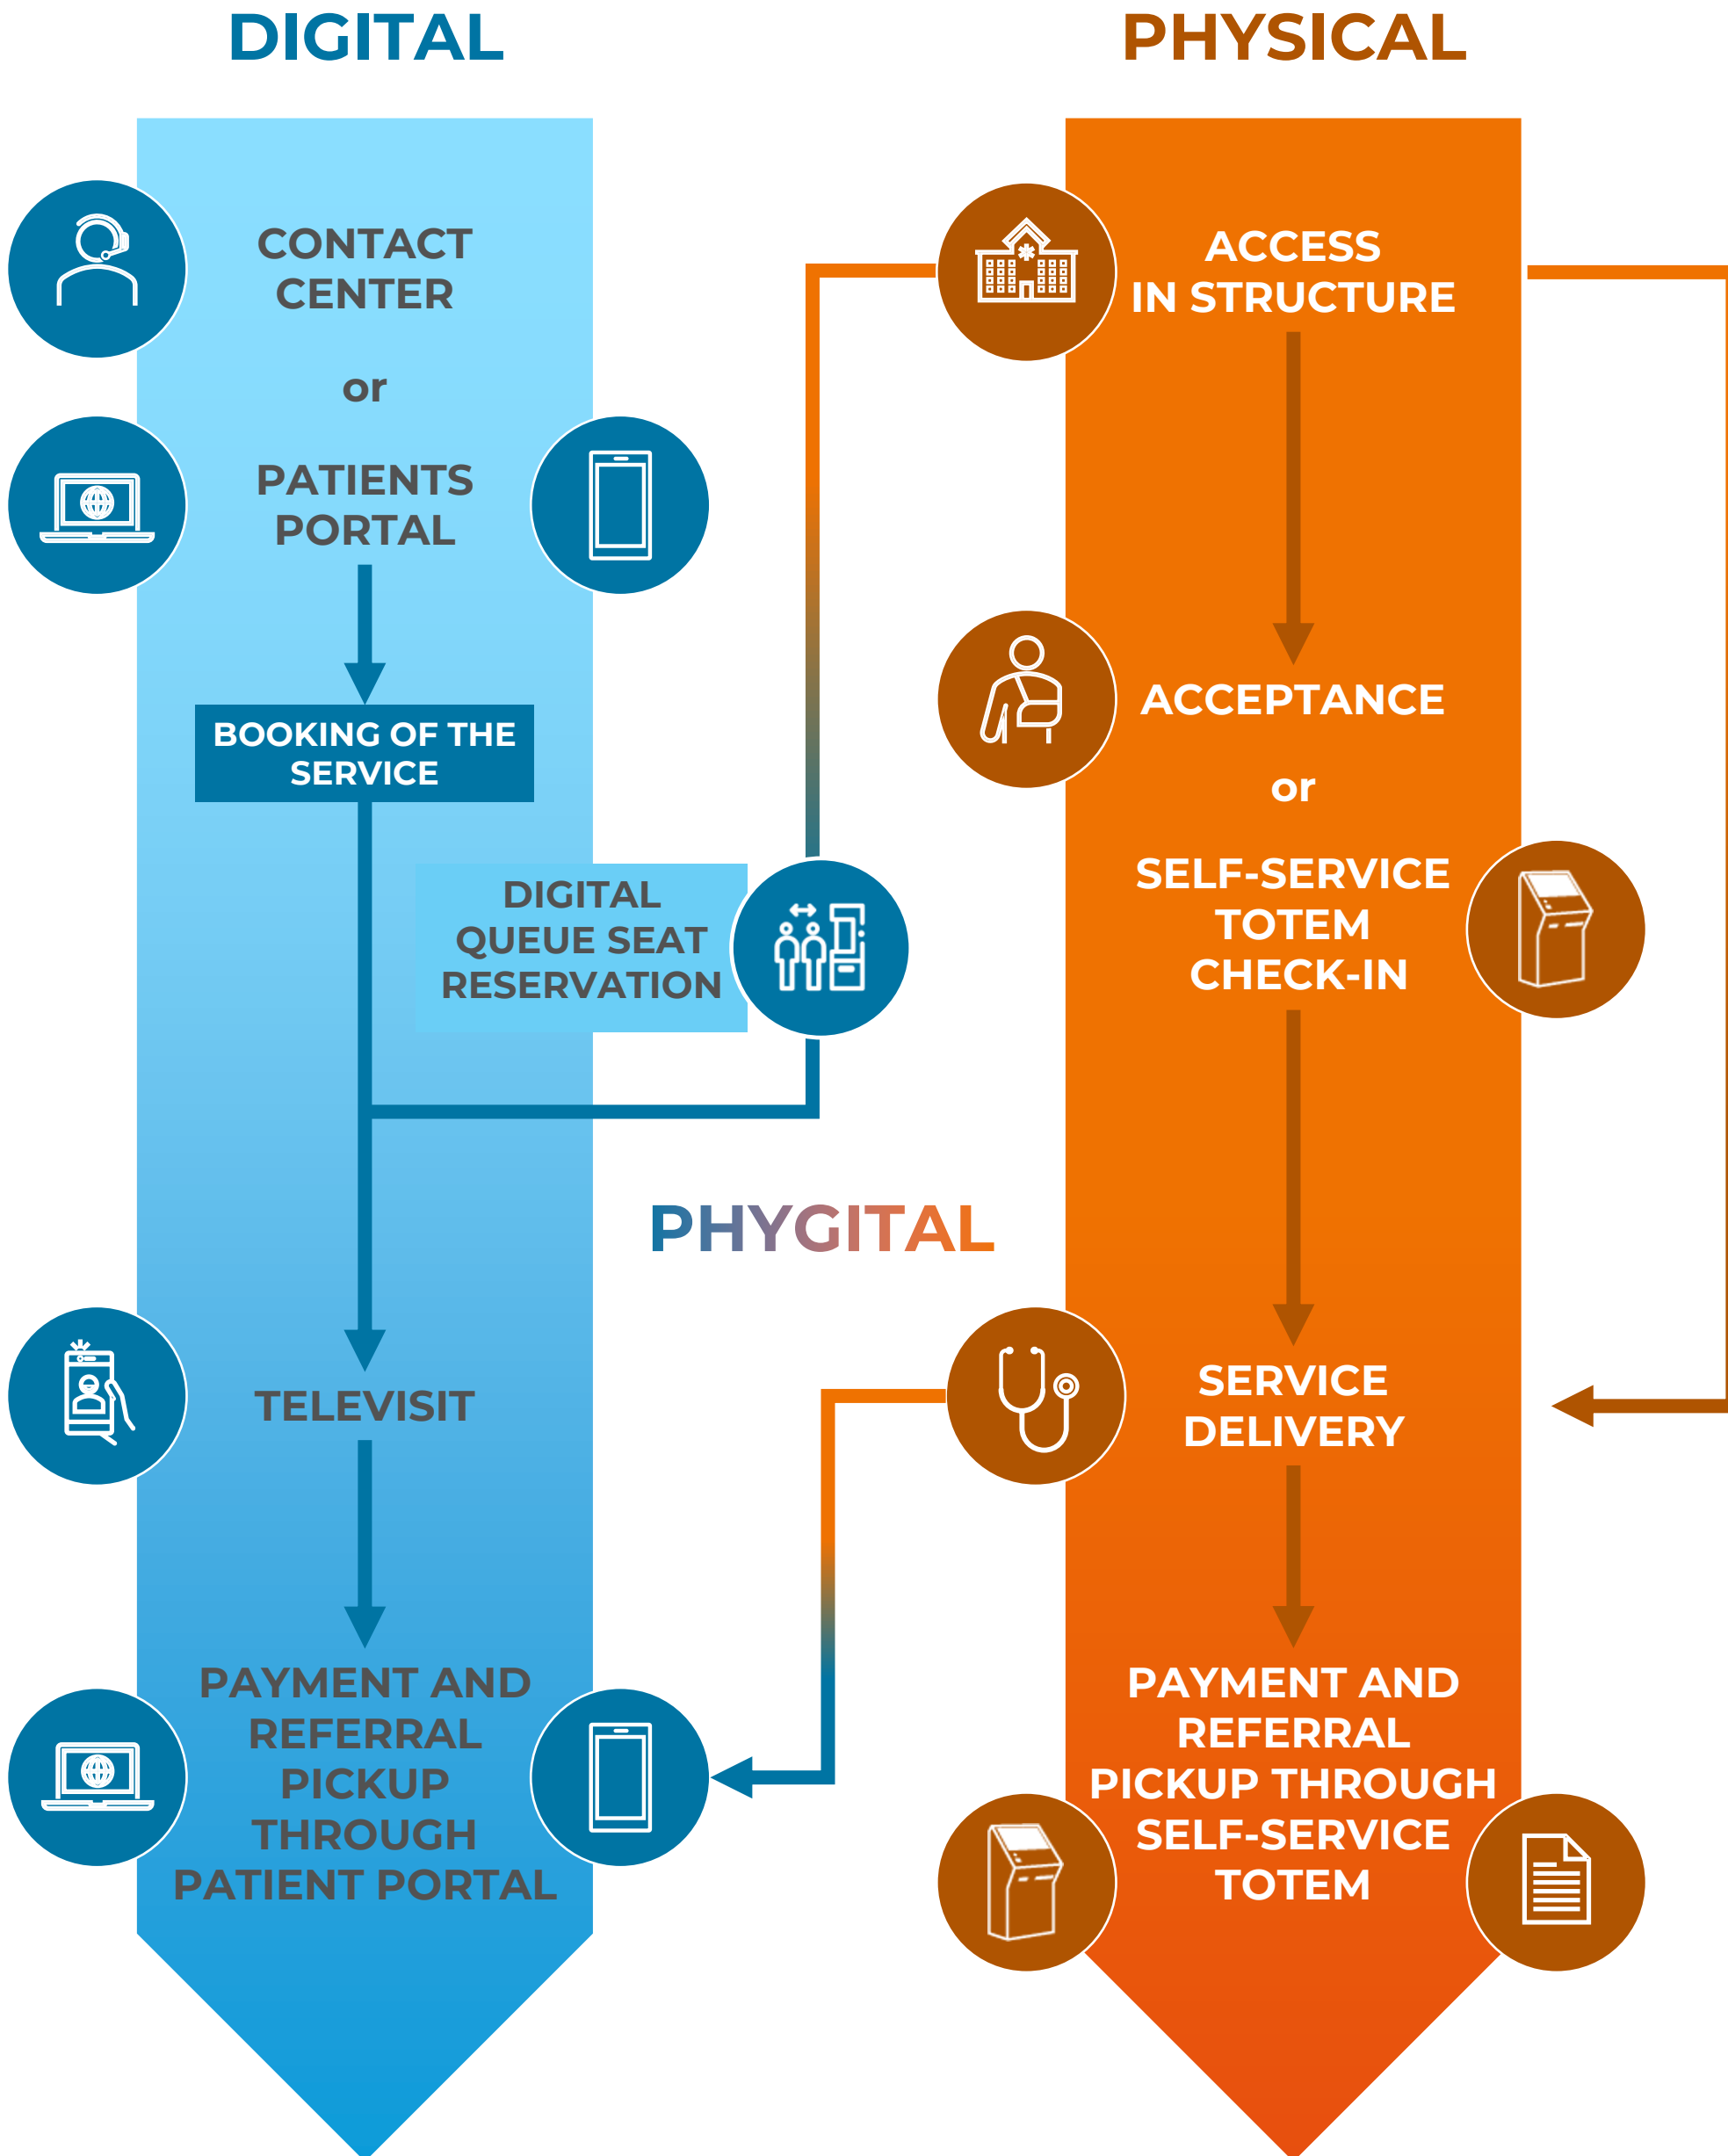 DIGITAL
CONTACT
CENTER
or
PATIENTS
PORTAL
BOOKING OF THE
SERVICE
DIGITAL
QUEUE SEAT
RESERVATION
TELEVISIT
PAYMENT AND
REFERRAL
PICKUP
THROUGH
PATIENT PORTAL
PHYGITAL
PHYSICAL
ACCESS
IN STRUCTURE
ACCEPTANCE
or
SELF-SERVICE
TOTEM
CHECK-IN
SERVICE
DELIVERY
PAYMENT AND
REFERRAL
PICKUP THROUGH
SELF-SERVICE
TOTEM